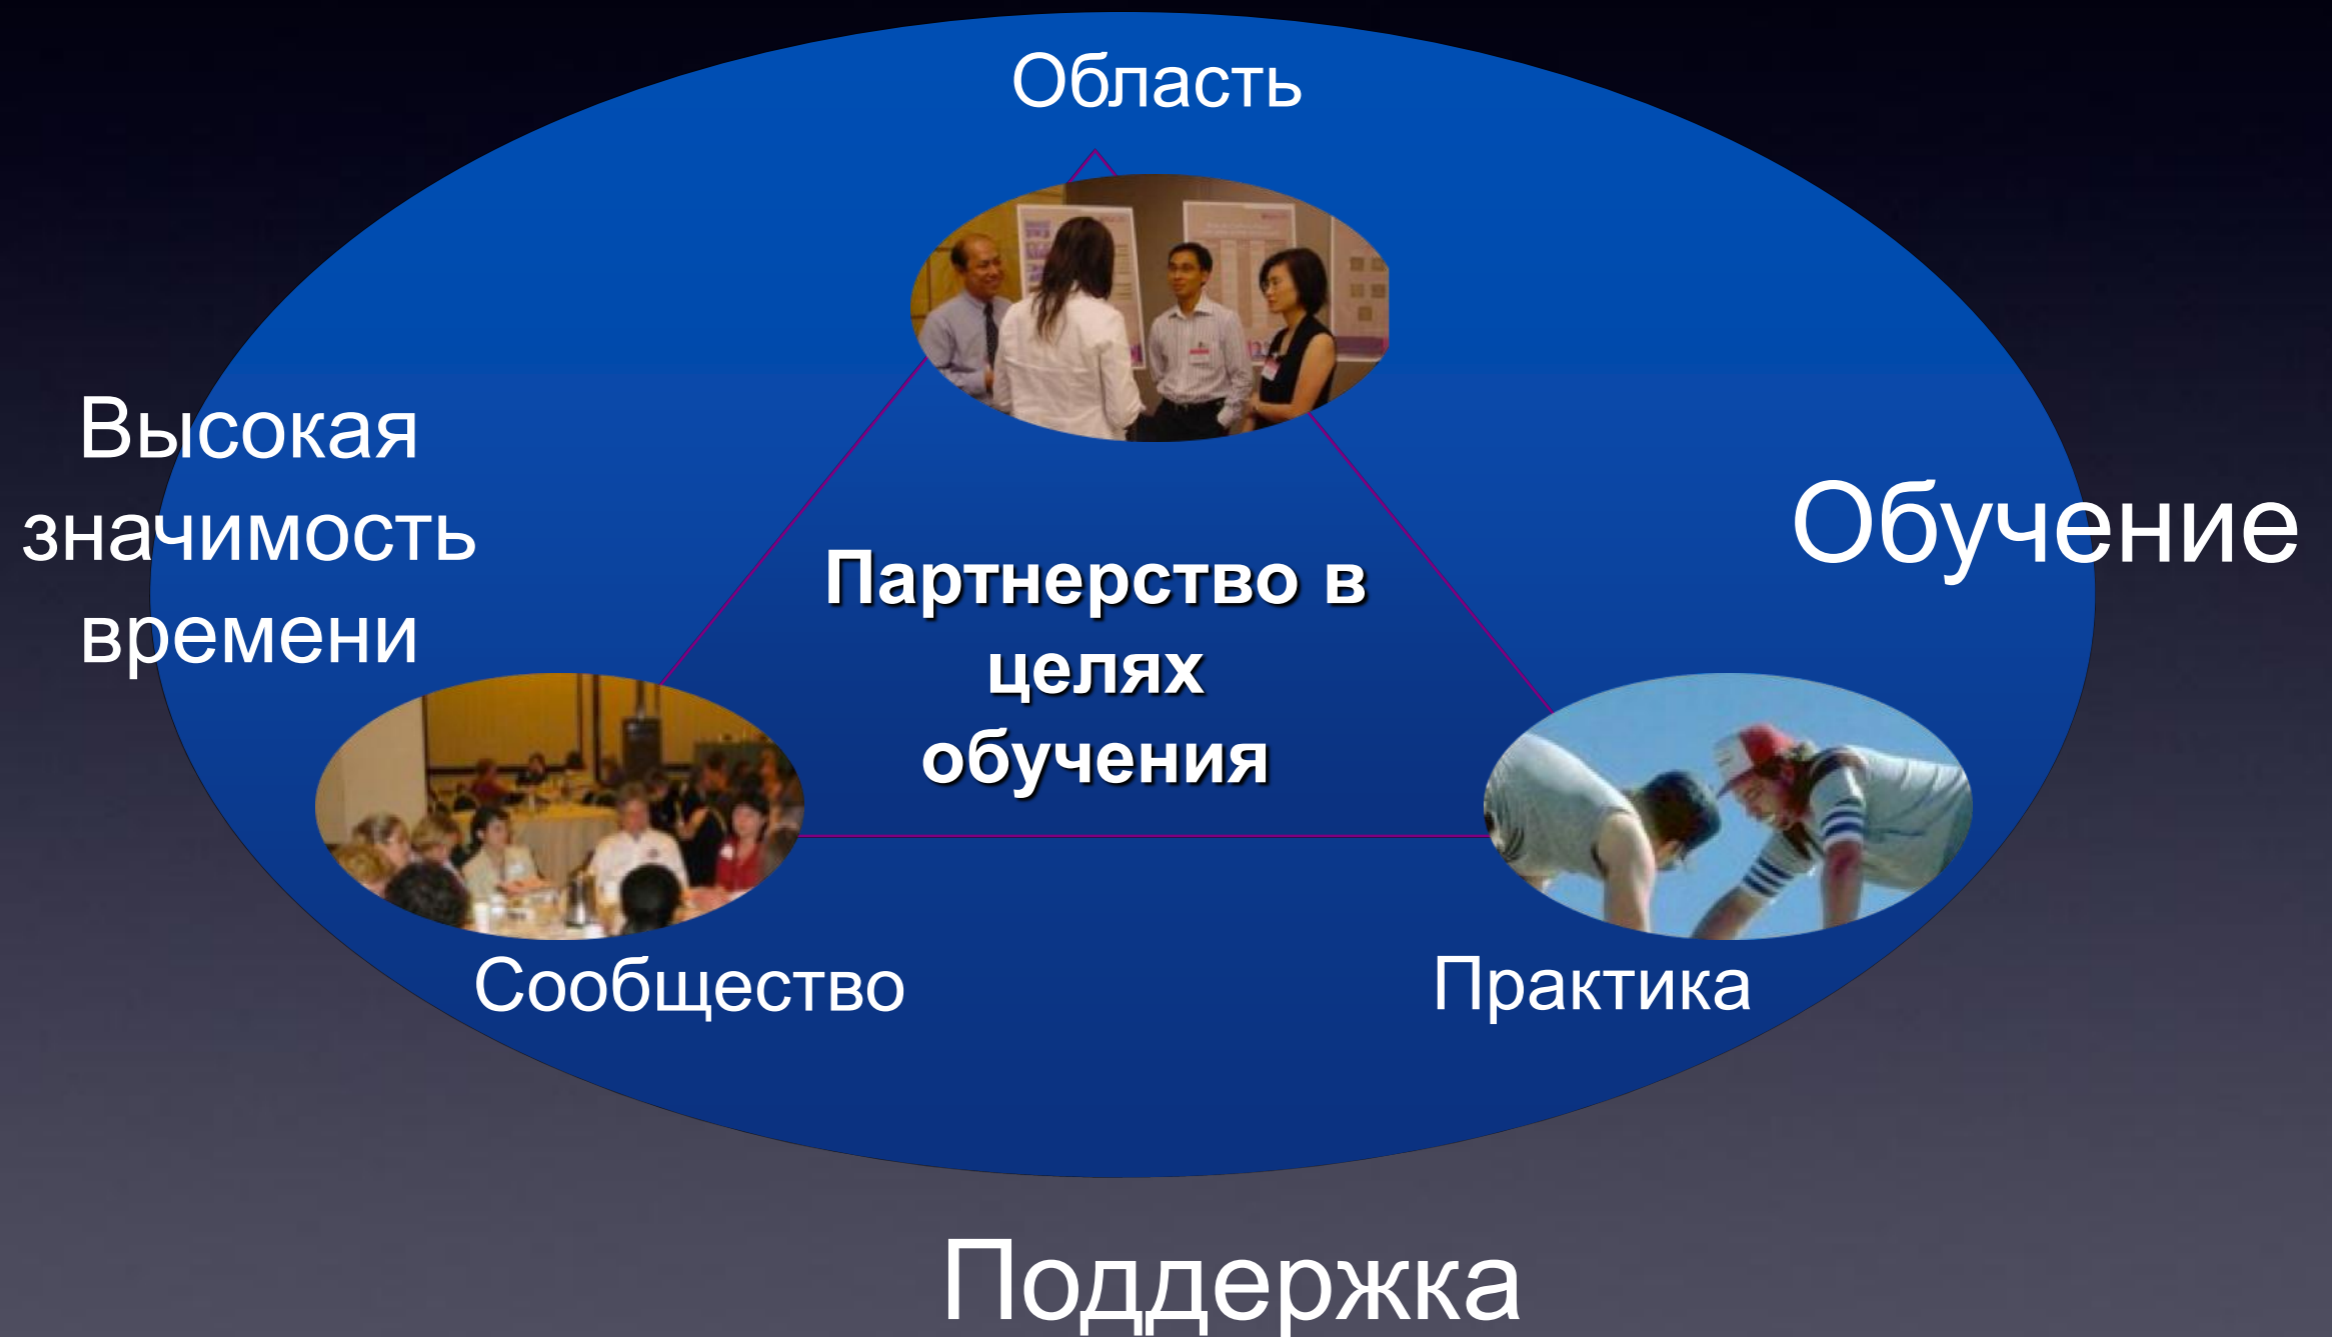 Область
Высокая
значимость
времени
Обучение
Партнерство в
целях
обучения
Сообщество
Практика
Поддержка